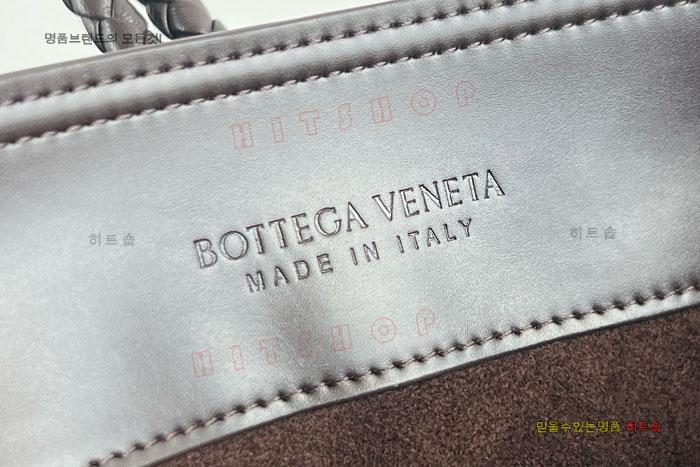 명품브랜드의 모든것!
HITSHOP
BOTTEGA VENETA
MADE IN ITALY
히트숍
히트숍
HITSHOP
믿을수있는명품 히트숍